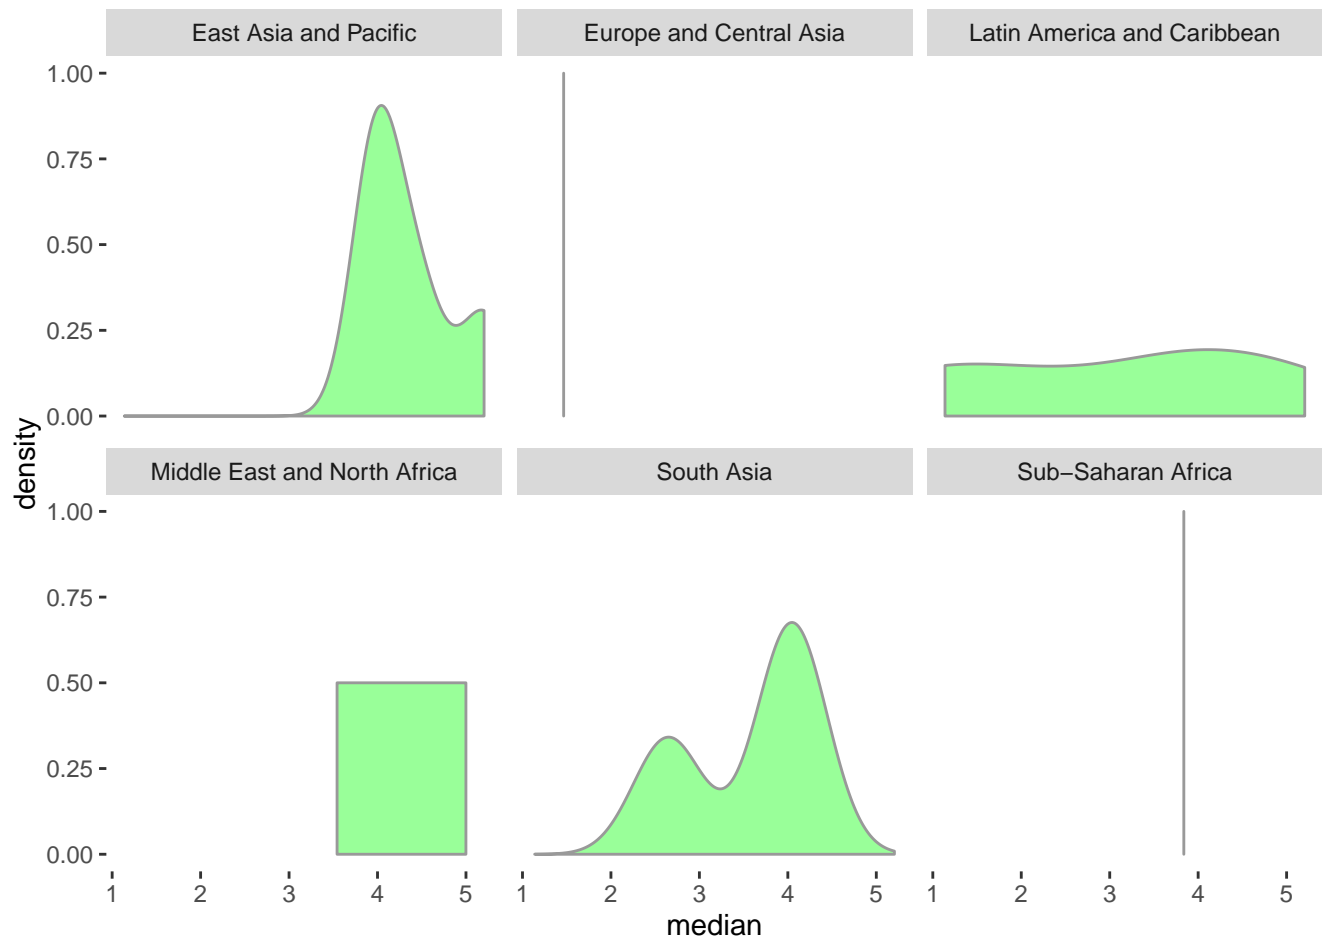 East Asia and Pacific
Europe and Central Asia
Latin America and Caribbean
1.00
0.75
0.50
0.25
0.00
density
Middle East and North Africa
South Asia
Sub−Saharan Africa
1.00
0.75
0.50
0.25
0.00
1 2 3 4 5
1 2 3 4 5
1 2 3 4 5
median